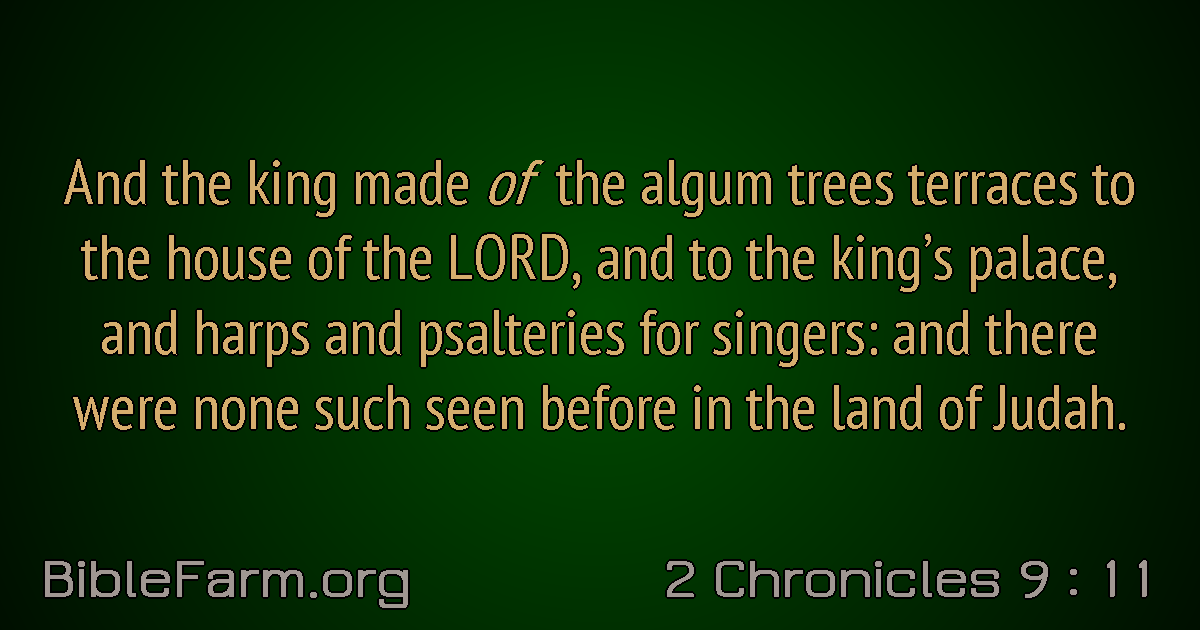 And the king made of the algum trees terraces to
the house of the LORD, and to the king’s palace,
and harps and psalteries for singers: and there
were none such seen before in the land of Judah.
BibleFarm.org
2 Chronicles 9 : 11